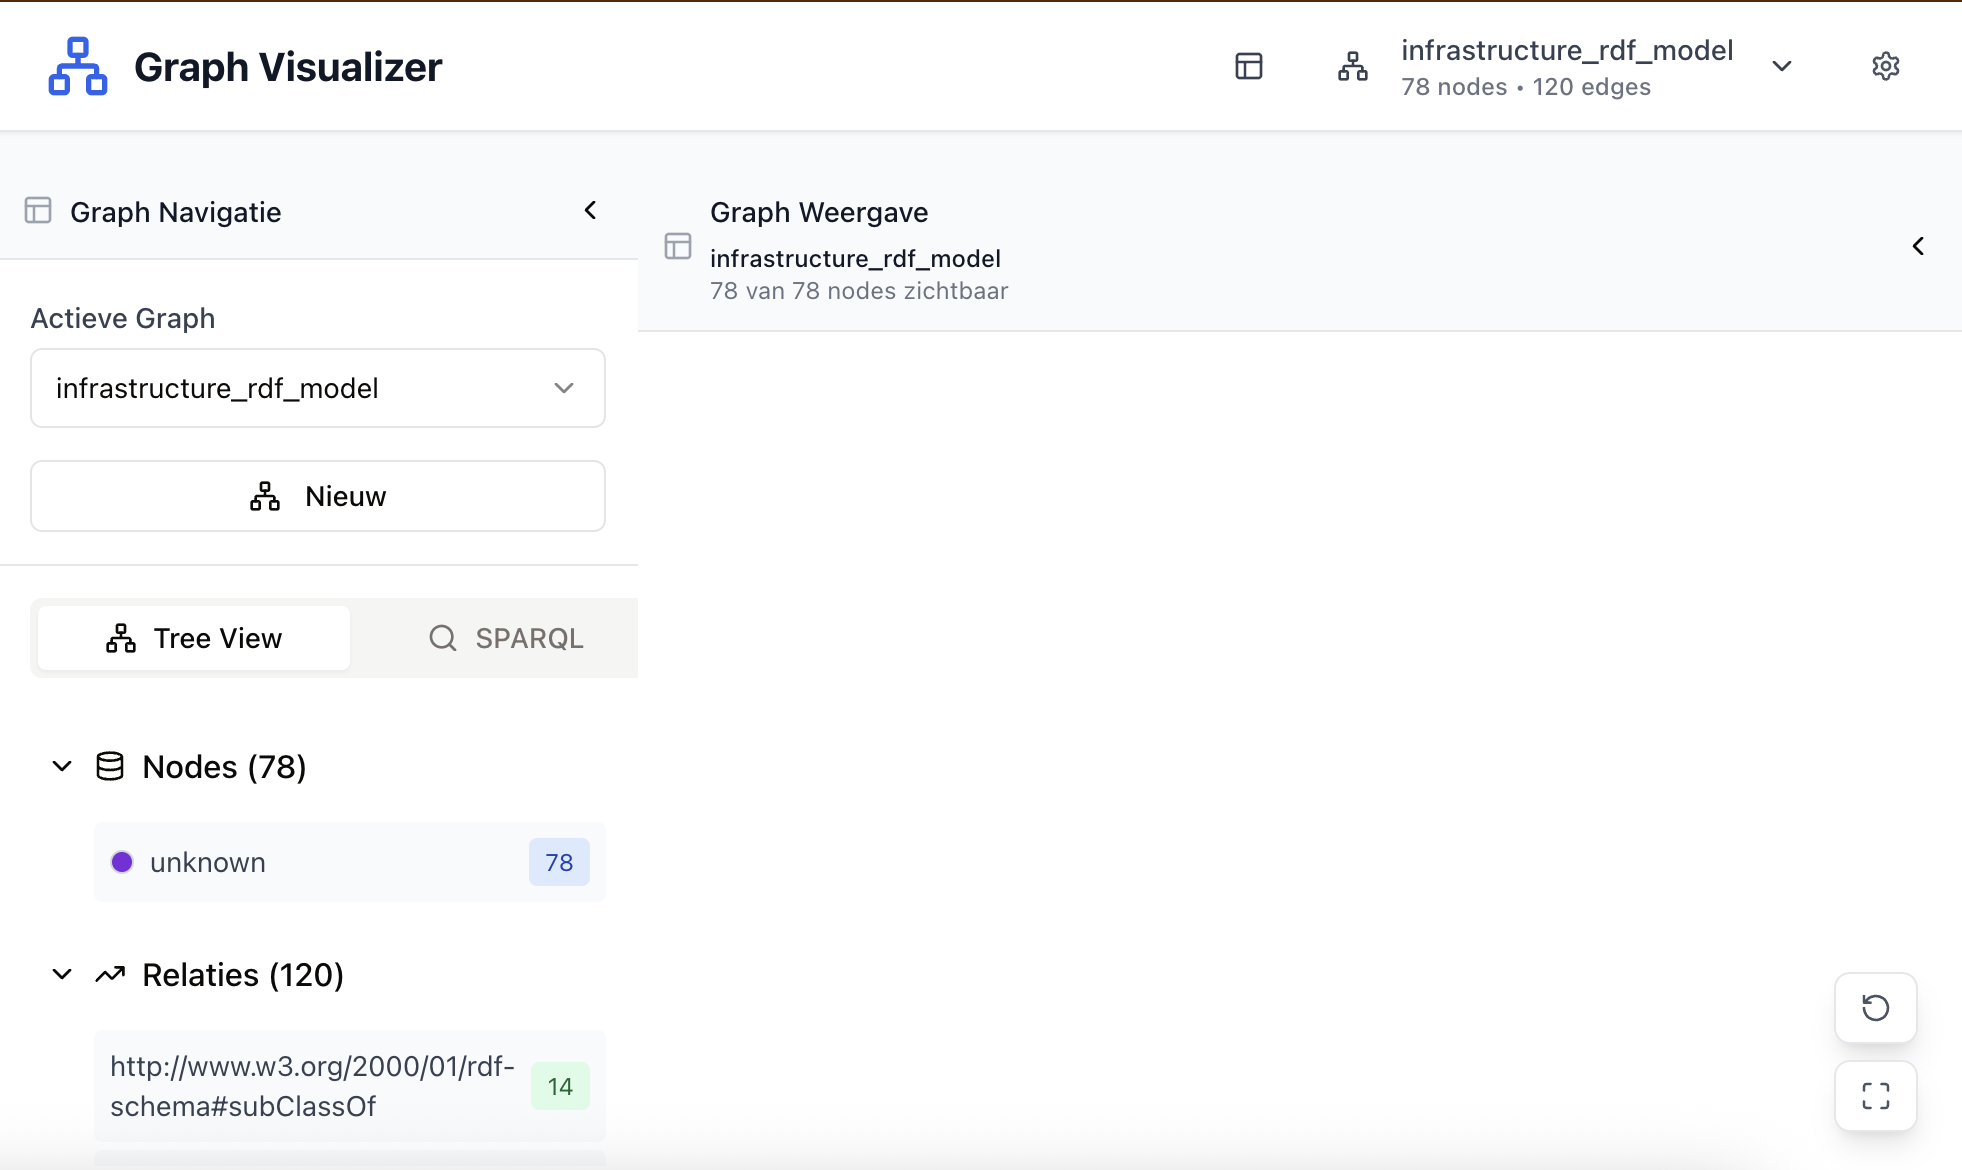 Graph Visualizer
infrastructure_rdf_model
78 nodes • 120 edges
Graph Navigatie
Graph Weergave
infrastructure_rdf_model
78 van 78 nodes zichtbaar
Actieve Graph
infrastructure_rdf_model
Nieuw
Tree View
SPARQL
Nodes (78)
unknown 78
Relaties (120)
http://www.w3.org/2000/01/rdf-
schema#subClassOf
14